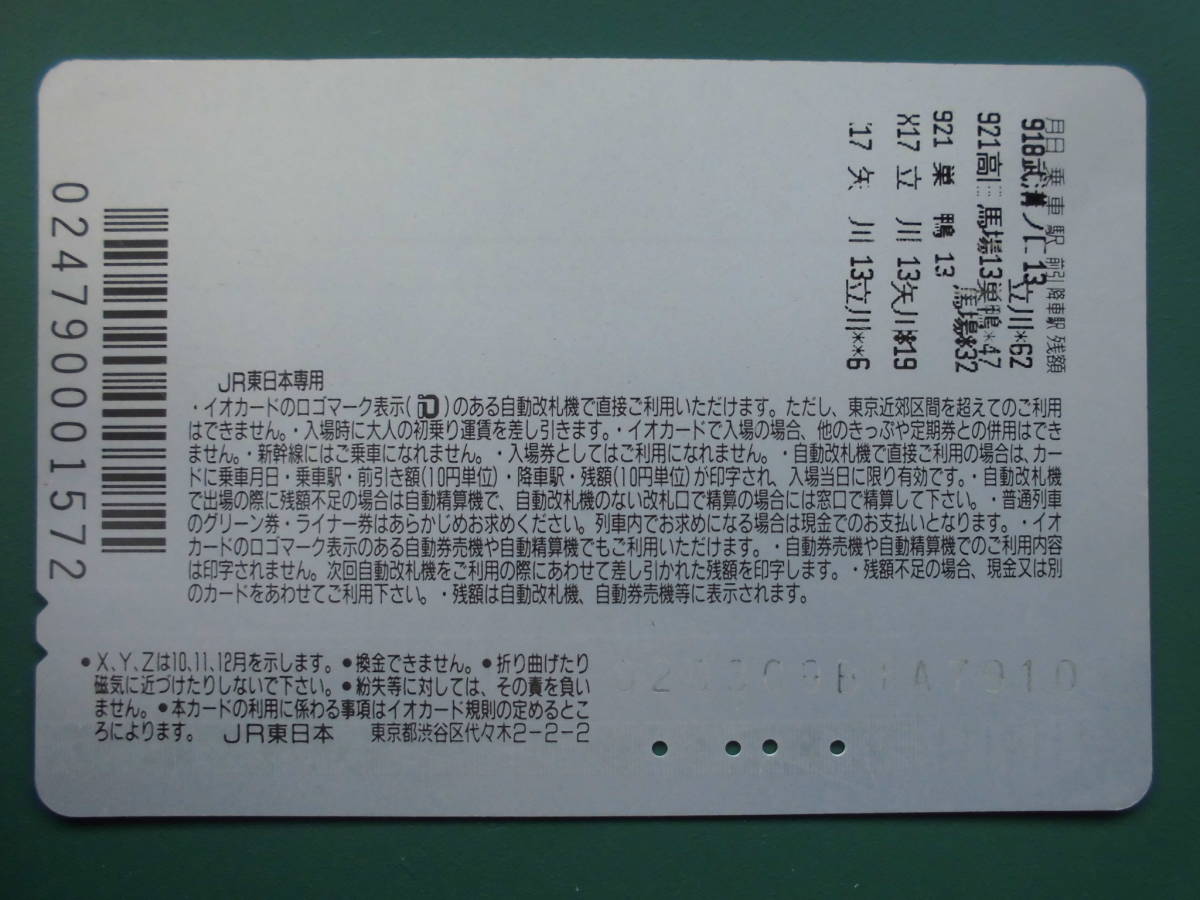 月日 乗車駅 前引 降車駅 残額
918武溝ノ口 13 立川*62
921高 馬場13巣鴨*47
921 巣 鴨 13 馬場*32
X17 立 川 13矢川*19
17 矢 川 13立川**6
024790001572
JR東日本専用
・イオカードのロゴマーク表示( )のある自動改札機で直接ご利用いただけます。ただし、東京近郊区間を超えてのご利用
はできません。・入場時に大人の初乗り運賃を差し引きます。・イオカードで入場の場合、他のきっぷや定期券との併用はでき
ません。・新幹線にはご乗車になれません。・入場券としてはご利用になれません。・自動改札機で直接ご利用の場合は、カー
ドに乗車月日・乗車駅・前引き額(10円単位)・降車駅・残額(10円単位)が印字され、入場当日に限り有効です。・自動改札機
で出場の際に残額不足の場合は自動精算機で、自動改札機のない改札口で精算の場合には窓口で精算して下さい。・普通列車
のグリーン券・ライナー券はあらかじめお求めください。列車内でお求めになる場合は現金でのお支払いとなります。・イオ
カードのロゴマーク表示のある自動券売機や自動精算機でもご利用いただけます。・自動券売機や自動精算機でのご利用内容
は印字されません。次回自動改札機をご利用の際にあわせて差し引かれた残額を印字します。・残額不足の場合、現金又は別
のカードをあわせてご利用下さい。・残額は自動改札機、自動券売機等に表示されます。
●X、Y、Zは10、11、12月を示します。●換金できません。●折り曲げたり
磁気に近づけたりしないで下さい。●紛失等に対しては、その責を負い
ません。●本カードの利用に係わる事項はイオカード規則の定めるとこ
ろによります。 JR東日本 東京都渋谷区代々木2-2-2